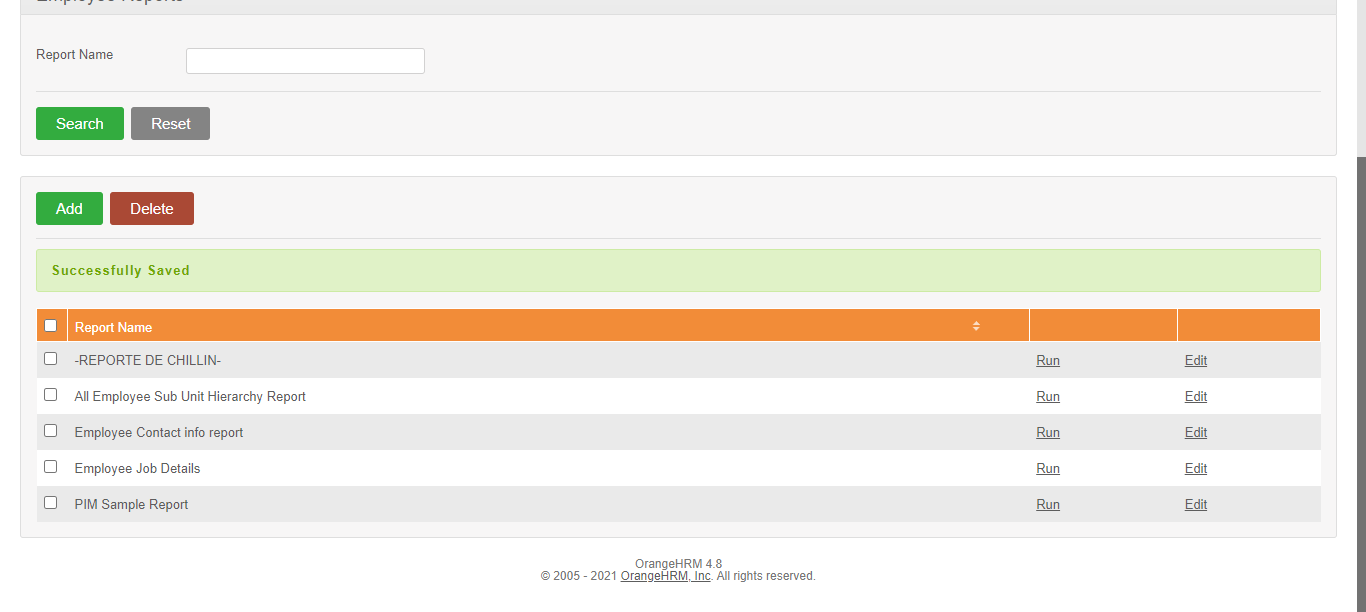 Employee Reports
Report Name
Search Reset
Add Delete
Successfully Saved
Report Name
-REPORTE DE CHILLIN- Run Edit
All Employee Sub Unit Hierarchy Report Run Edit
Employee Contact info report Run Edit
Employee Job Details Run Edit
PIM Sample Report Run Edit
OrangeHRM 4.8
© 2005 - 2021 OrangeHRM, Inc. All rights reserved.